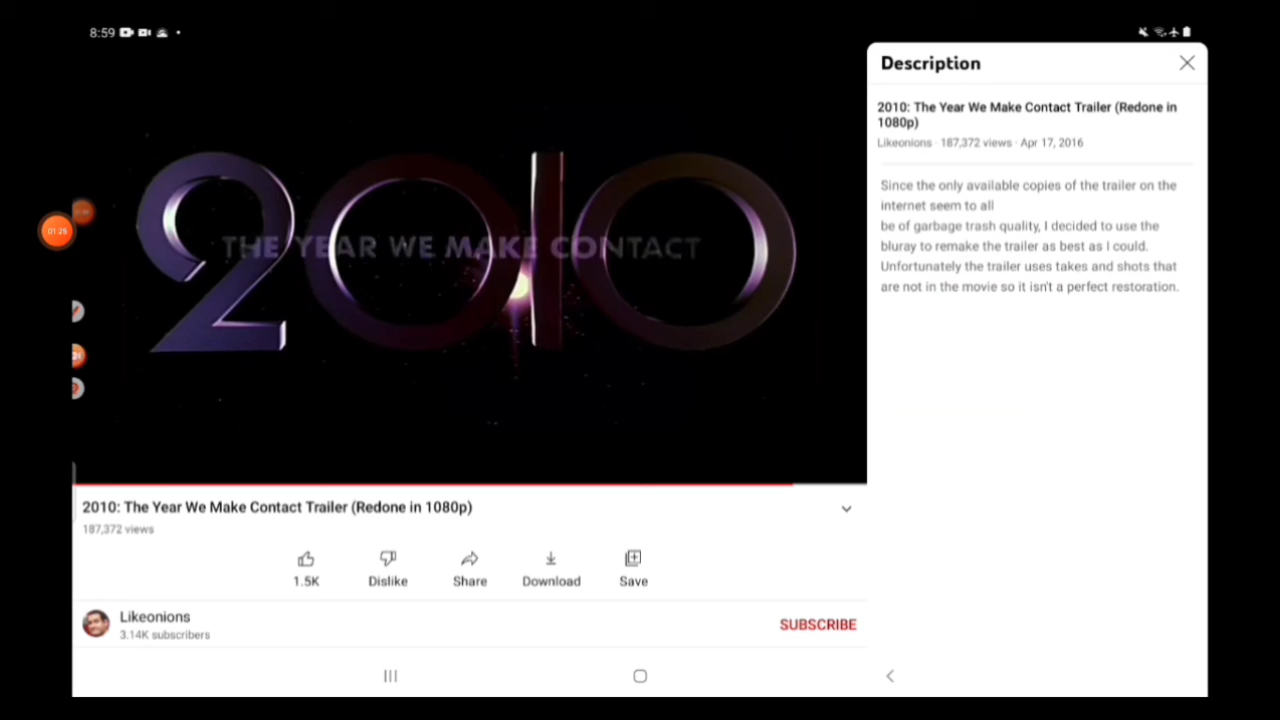 8:59
Description
2010: The Year We Make Contact Trailer (Redone in
1080p)
Likeonions · 187,372 views · Apr 17, 2016
Since the only available copies of the trailer on the
internet seem to all
be of garbage trash quality, I decided to use the
bluray to remake the trailer as best as I could.
Unfortunately the trailer uses takes and shots that
are not in the movie so it isn't a perfect restoration.
2010
THE YEAR WE MAKE CONTACT
2010: The Year We Make Contact Trailer (Redone in 1080p)
187,372 views
1.5K Dislike Share Download Save
Likeonions
3.14K subscribers
SUBSCRIBE